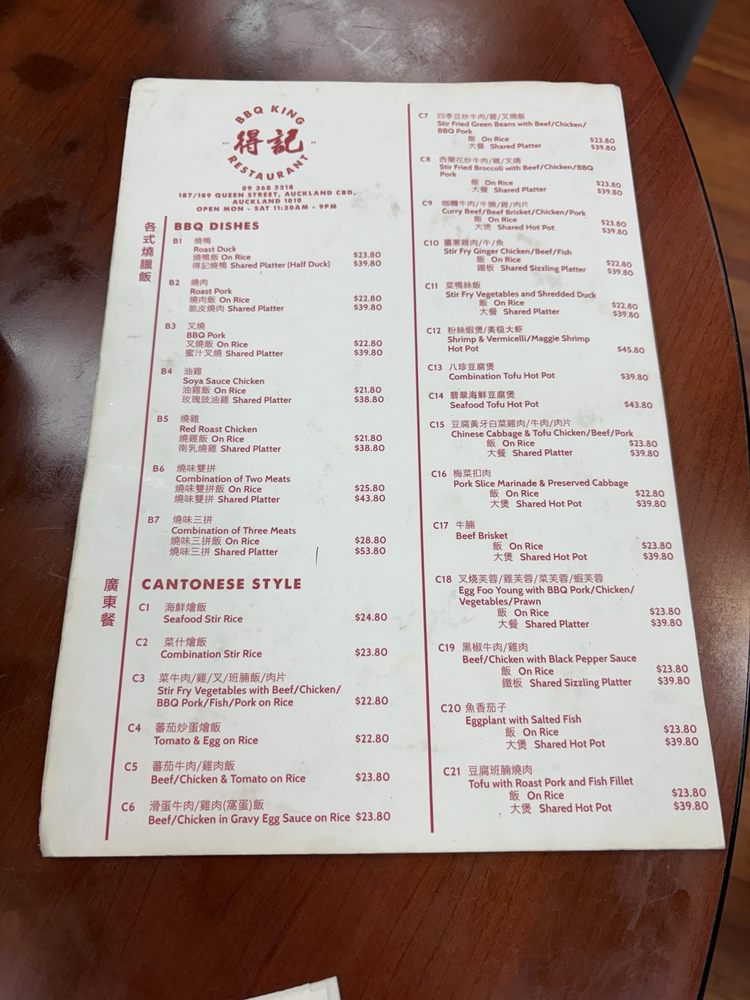 BBQ KING
得記
RESTAURANT
09 368 5218
187/189 QUEEN STREET, AUCKLAND CBD,
AUCKLAND 1010
OPEN MON - SAT 11:30AM - 9PM
各式燒臘飯
BBQ DISHES
B1 燒鴨
Roast Duck
燒鴨飯 On Rice $23.80
得記燒鴨 Shared Platter (Half Duck) $39.80
B2 燒肉
Roast Pork
燒肉飯 On Rice $22.80
脆皮燒肉 Shared Platter $39.80
B3 叉燒
BBQ Pork
叉燒飯 On Rice $22.80
蜜汁叉燒 Shared Platter $39.80
B4 油雞
Soya Sauce Chicken
油雞飯 On Rice $21.80
玫瑰豉油雞 Shared Platter $38.80
B5 燒雞
Red Roast Chicken
燒雞飯 On Rice $21.80
南乳燒雞 Shared Platter $38.80
B6 燒味雙拼
Combination of Two Meats
燒味雙拼飯 On Rice $25.80
燒味雙拼 Shared Platter $43.80
B7 燒味三拼
Combination of Three Meats
燒味三拼飯 On Rice $28.80
燒味三拼 Shared Platter $53.80
廣東餐
CANTONESE STYLE
C1 海鮮燴飯
Seafood Stir Rice $24.80
C2 菜什燴飯
Combination Stir Rice $23.80
C3 菜牛肉/雞/叉/班腩飯/肉片
Stir Fry Vegetables with Beef/Chicken/
BBQ Pork/Fish/Pork on Rice $22.80
C4 蕃茄炒蛋燴飯
Tomato & Egg on Rice $22.80
C5 蕃茄牛肉/雞肉飯
Beef/Chicken & Tomato on Rice $23.80
C6 滑蛋牛肉/雞肉(窩蛋)飯
Beef/Chicken in Gravy Egg Sauce on Rice $23.80
C7 四季豆炒牛肉/雞/叉燒飯
Stir Fried Green Beans with Beef/Chicken/
BBQ Pork
飯 On Rice $23.80
大餐 Shared Platter $39.80
C8 西蘭花炒牛肉/雞/叉燒
Stir Fried Broccoli with Beef/Chicken/BBQ
Pork
飯 On Rice $23.80
大餐 Shared Platter $39.80
C9 咖喱牛肉/牛腩/雞/肉片
Curry Beef/Beef Brisket/Chicken/Pork
飯 On Rice $23.80
大煲 Shared Hot Pot $39.80
C10 薑蔥雞肉/牛/魚
Stir Fry Ginger Chicken/Beef/Fish
飯 On Rice $22.80
鐵板 Shared Sizzling Platter $39.80
C11 菜鴨絲飯
Stir Fry Vegetables and Shredded Duck
飯 On Rice $22.80
大餐 Shared Platter $39.80
C12 粉絲蝦煲/美极大虾
Shrimp & Vermicelli/Maggie Shrimp
Hot Pot $45.80
C13 八珍豆腐煲
Combination Tofu Hot Pot $39.80
C14 翡翠海鮮豆腐煲
Seafood Tofu Hot Pot $43.80
C15 豆腐黃牙白菜雞肉/牛肉/肉片
Chinese Cabbage & Tofu Chicken/Beef/Pork
飯 On Rice $23.80
大餐 Shared Platter $39.80
C16 梅菜扣肉
Pork Slice Marinade & Preserved Cabbage
飯 On Rice $22.80
大煲 Shared Hot Pot $39.80
C17 牛腩
Beef Brisket
飯 On Rice $23.80
大煲 Shared Hot Pot $39.80
C18 叉烧芙蓉/雞芙蓉/菜芙蓉/蝦芙蓉
Egg Foo Young with BBQ Pork/Chicken/
Vegetables/Prawn
飯 On Rice $23.80
大餐 Shared Platter $39.80
C19 黑椒牛肉/雞肉
Beef/Chicken with Black Pepper Sauce
飯 On Rice $23.80
鐵板 Shared Sizzling Platter $39.80
C20 魚香茄子
Eggplant with Salted Fish
飯 On Rice $23.80
大煲 Shared Hot Pot $39.80
C21 豆腐班腩燒肉
Tofu with Roast Pork and Fish Fillet
飯 On Rice $23.80
大煲 Shared Hot Pot $39.80